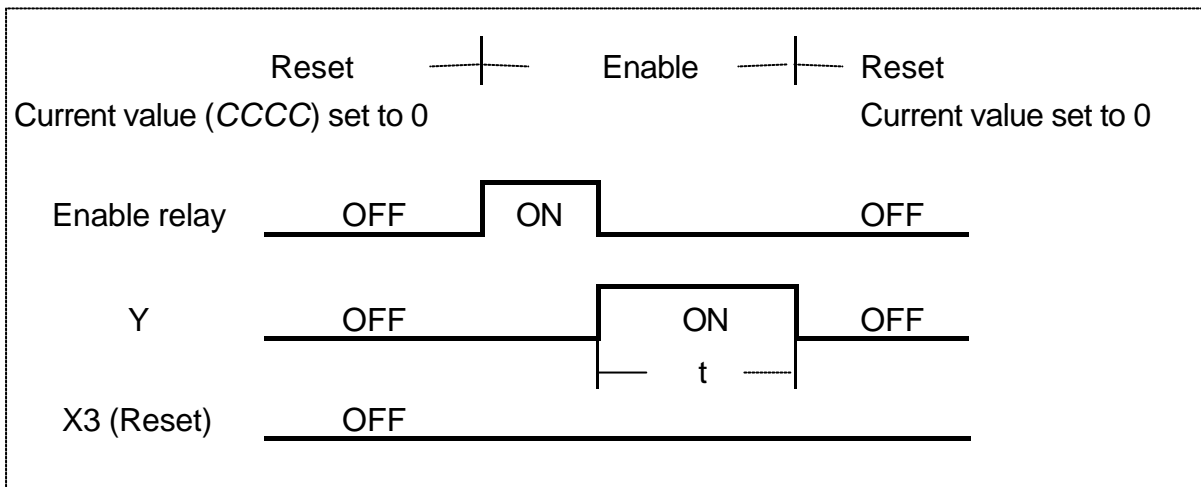 Reset Enable Reset
Current value (CCCC) set to 0 Current value set to 0
Enable relay OFF ON OFF
Y OFF ON OFF
t
X3 (Reset) OFF